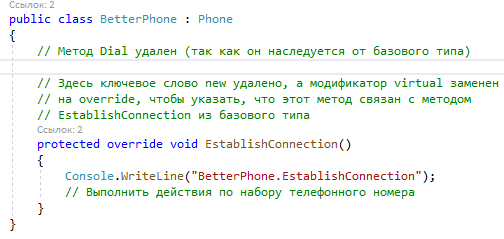 Ссылок: 2
public class BetterPhone : Phone
{
// Метод Dial удален (так как он наследуется от базового типа)
// Здесь ключевое слово new удалено, а модификатор virtual заменен
// на override, чтобы указать, что этот метод связан с методом
// EstablishConnection из базового типа
Ссылок: 2
protected override void EstablishConnection()
{
Console.WriteLine("BetterPhone.EstablishConnection");
// Выполнить действия по набору телефонного номера
}
}